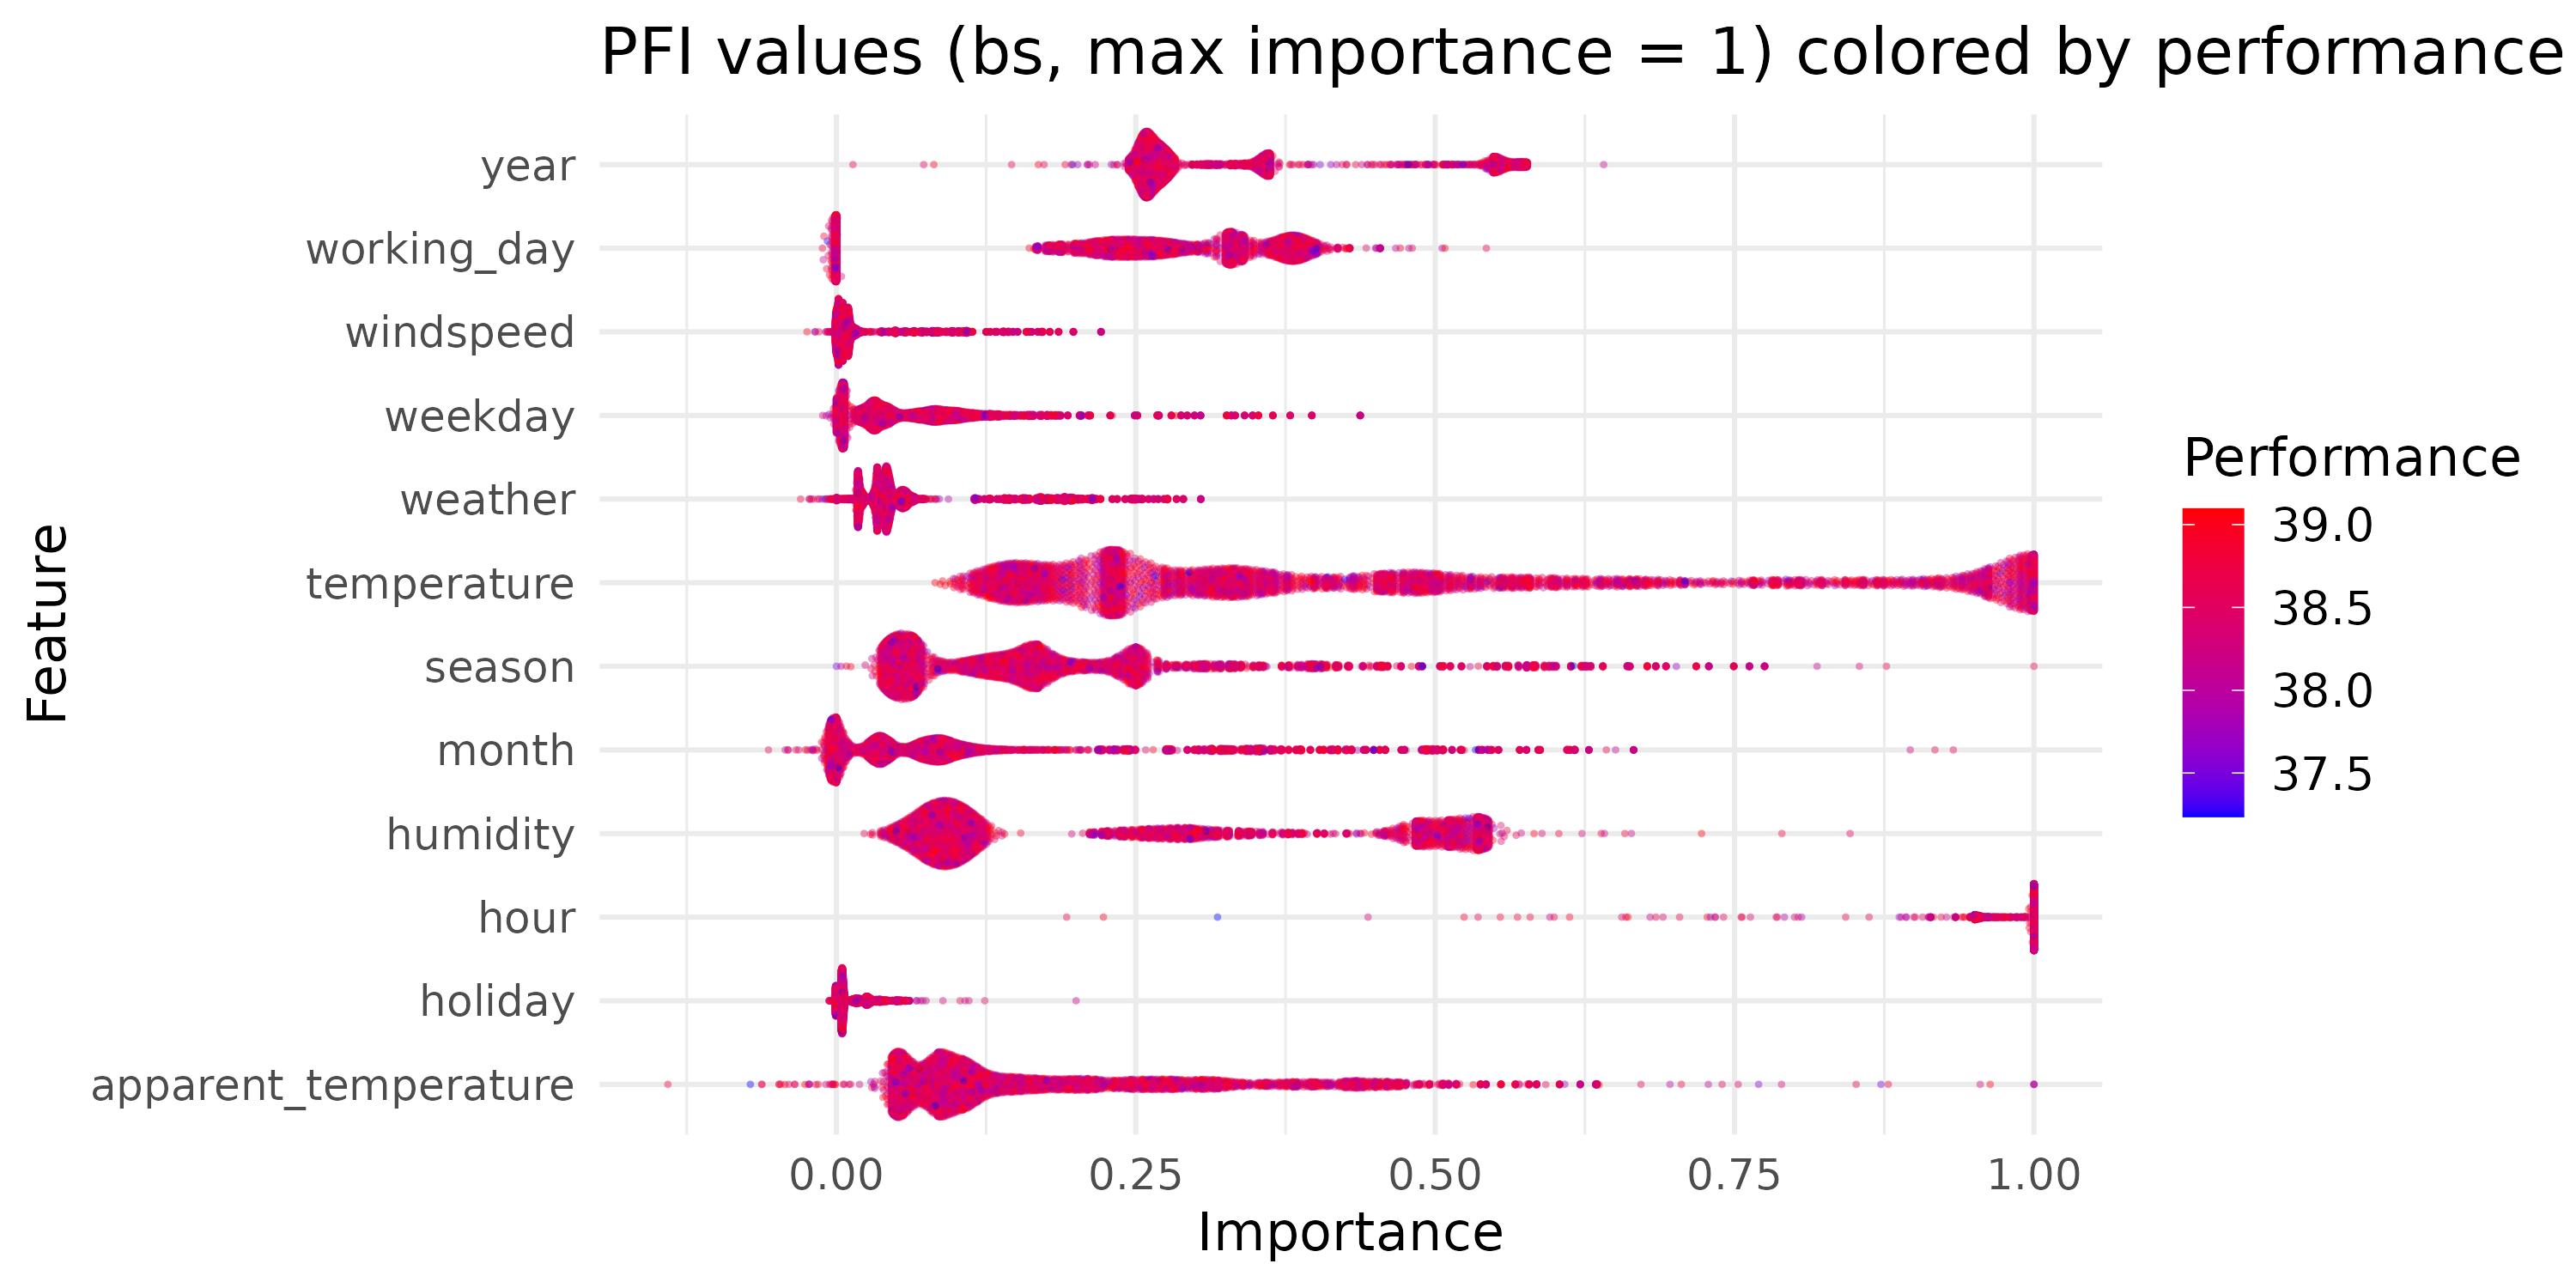 PFI values (bs, max importance = 1) colored by performance
year
working_day
windspeed
weekday
weather
temperature
season
month
humidity
hour
holiday
apparent_temperature
Feature
0.00 0.25 0.50 0.75 1.00
Importance
Performance
39.0
38.5
38.0
37.5